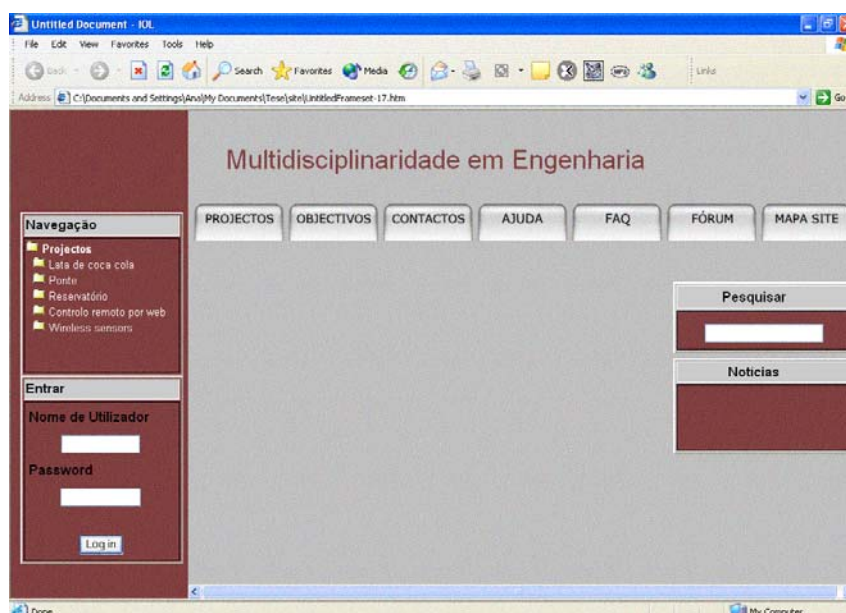 Untitled Document - IOL
File Edit View Favorites Tools Help
Back Search Favorites Media Links
Address C:\Documents and Settings\Ana\My Documents\Tese\site\UntitledFrameset-17.htm Go
Multidisciplinaridade em Engenharia
PROJECTOS OBJECTIVOS CONTACTOS AJUDA FAQ FÓRUM MAPA SITE
Navegação
Projectos
Lata de coca cola
Ponte
Reservatório
Controlo remoto por web
Wireless sensors
Entrar
Nome de Utilizador
Password
Log in
Pesquisar
Noticias
Done My Computer